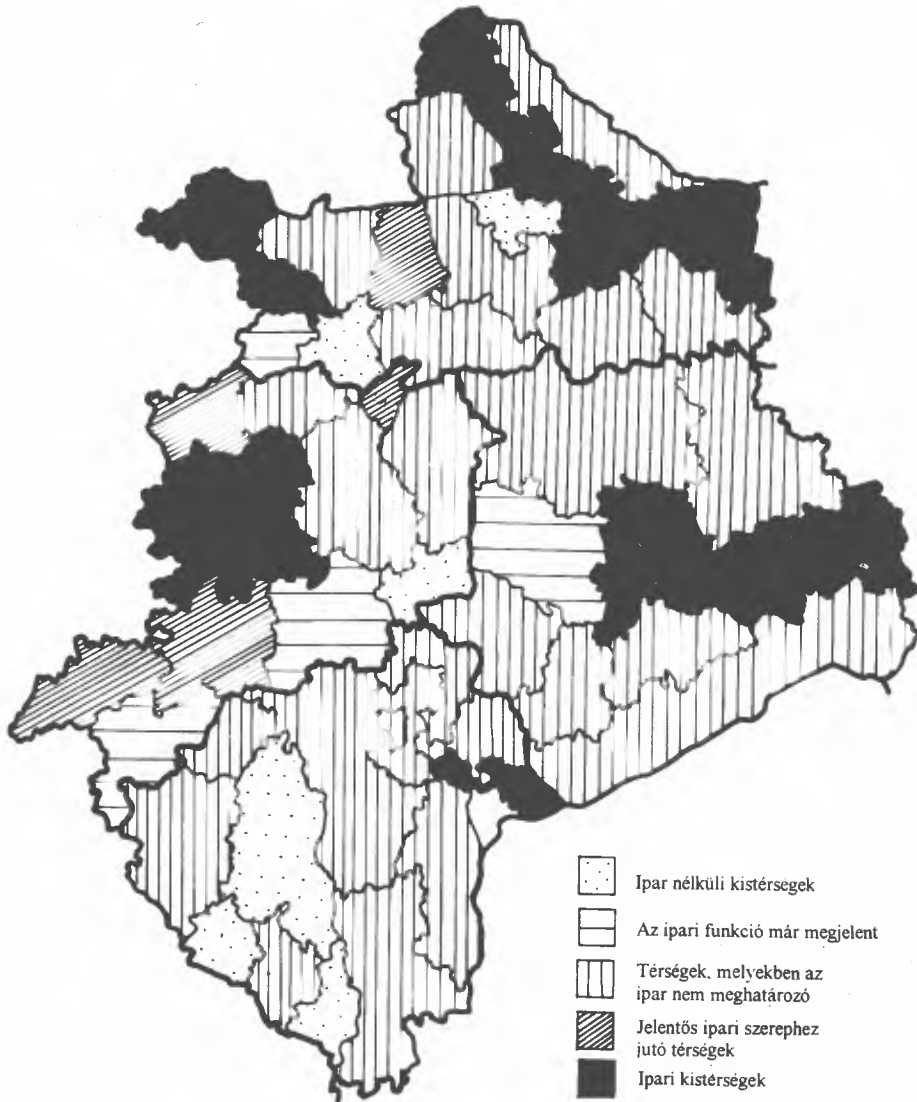 Ipar nélküli kistérségek
Az ipari funkció már megjelent
Térségek, melyekben az
ipar nem meghatározó
Jelentős ipari szerephez
jutó térségek
Ipari kistérségek